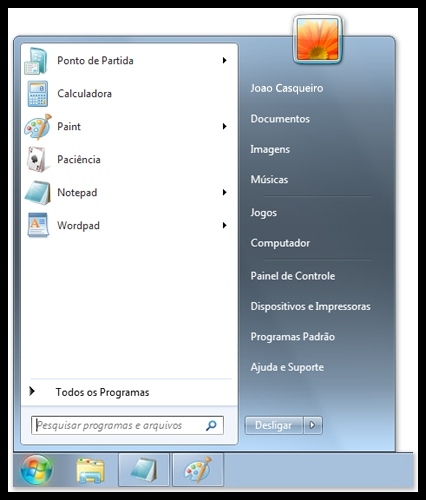 Ponto de Partida
Calculadora
Paint
Paciência
Notepad
Wordpad
Todos os Programas
Pesquisar programas e arquivos
Joao Casqueiro
Documentos
Imagens
Músicas
Jogos
Computador
Painel de Controle
Dispositivos e Impressoras
Programas Padrão
Ajuda e Suporte
Desligar